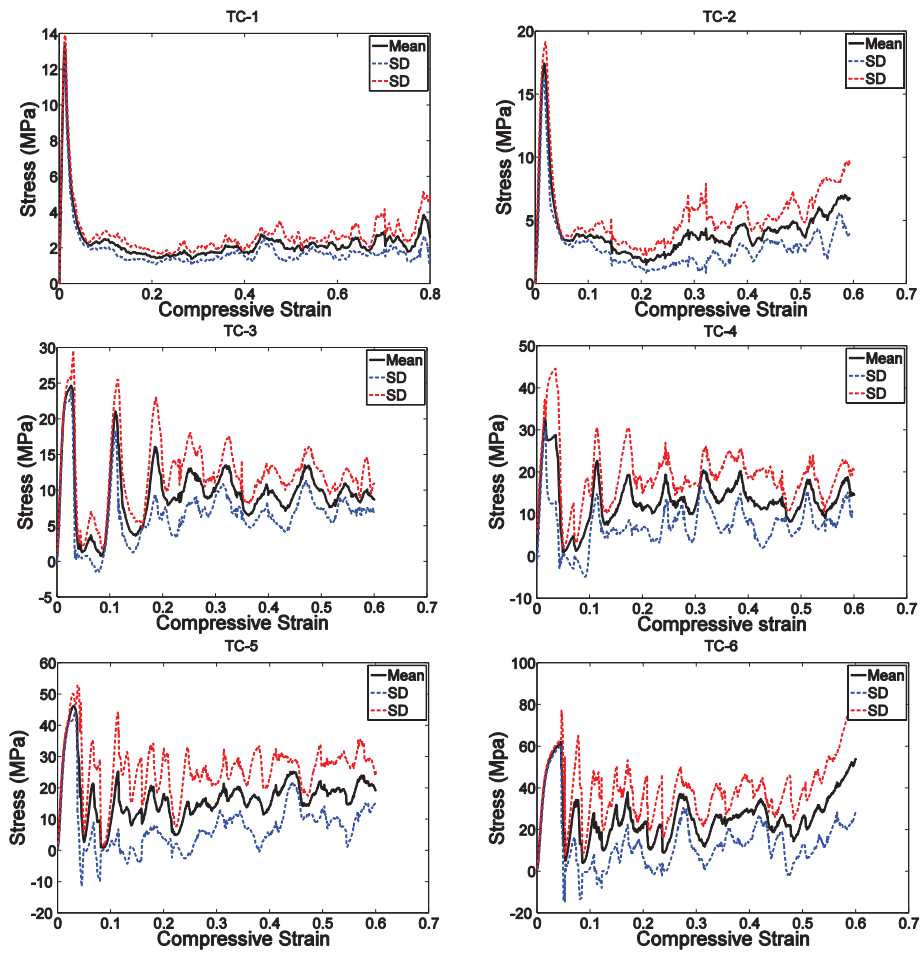 TC-1
Stress (MPa)
14
12
10
8
6
4
2
0
0
0.2
0.4
0.6
0.8
Compressive Strain
Mean
SD
SD
TC-2
Stress (MPa)
20
15
10
5
0
0
0.1
0.2
0.3
0.4
0.5
0.6
0.7
Compressive Strain
Mean
SD
SD
TC-3
Stress (MPa)
30
25
20
15
10
5
0
-5
0
0.1
0.2
0.3
0.4
0.5
0.6
0.7
Compressive Strain
Mean
SD
SD
TC-4
Stress (MPa)
50
40
30
20
10
0
-10
0
0.1
0.2
0.3
0.4
0.5
0.6
0.7
Compressive strain
Mean
SD
SD
TC-5
Stress (MPa)
60
50
40
30
20
10
0
-10
-20
0
0.1
0.2
0.3
0.4
0.5
0.6
0.7
Compressive Strain
Mean
SD
SD
TC-6
Stress (Mpa)
100
80
60
40
20
0
-20
0
0.1
0.2
0.3
0.4
0.5
0.6
0.7
Compressive Strain
Mean
SD
SD